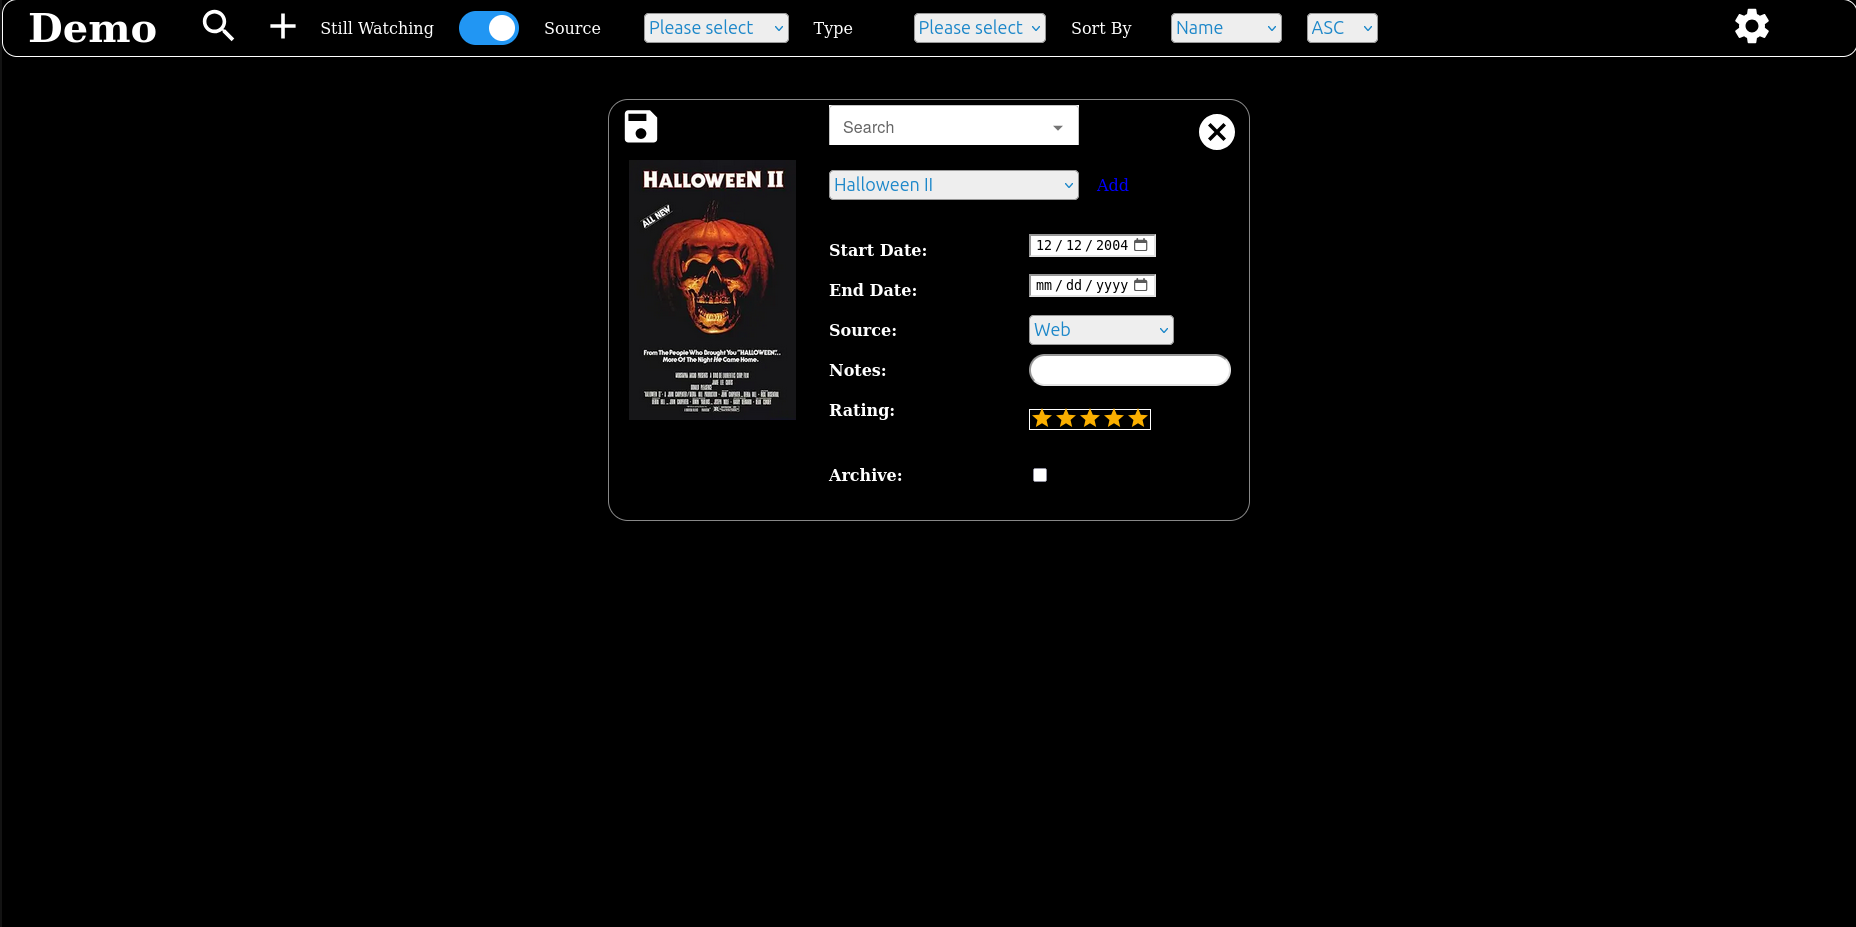 Demo Still Watching Source Please select Type Please select Sort By Name ASC
Search
Halloween II Add
HALLOWEEN II
ALL NEW
From The People Who Brought You "HALLOWEEN"...
More Of The Night He Came Home.
Start Date: 12/12/2004
End Date: mm/dd/yyyy
Source: Web
Notes:
Rating:
Archive: